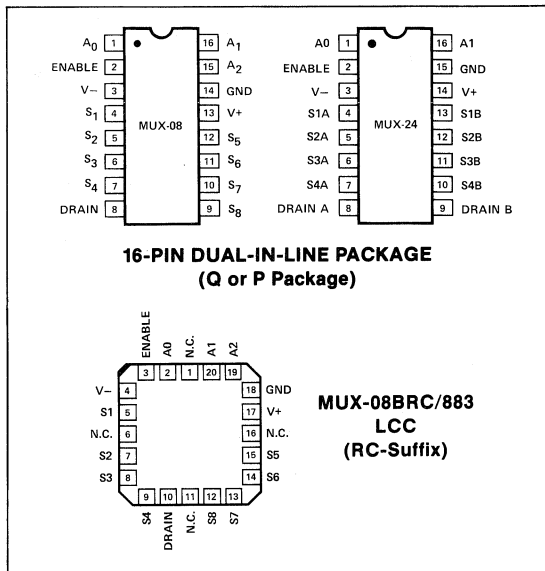 A0 1 16 A1
ENABLE 2 15 A2
V− 3 14 GND
S1 4 13 V+
S2 5 12 S5
S3 6 11 S6
S4 7 10 S7
DRAIN 8 9 S8
MUX-08
A0 1 16 A1
ENABLE 2 15 GND
V− 3 14 V+
S1A 4 13 S1B
S2A 5 12 S2B
S3A 6 11 S3B
S4A 7 10 S4B
DRAIN A 8 9 DRAIN B
MUX-24
16-PIN DUAL-IN-LINE PACKAGE
(Q or P Package)
ENABLE A0 N.C. A1 A2
3 2 1 20 19
V− 4 18 GND
S1 5 17 V+
N.C. 6 16 N.C.
S2 7 15 S5
S3 8 14 S6
9 10 11 12 13
S4 DRAIN N.C. S8 S7
MUX-08BRC/883
LCC
(RC-Suffix)